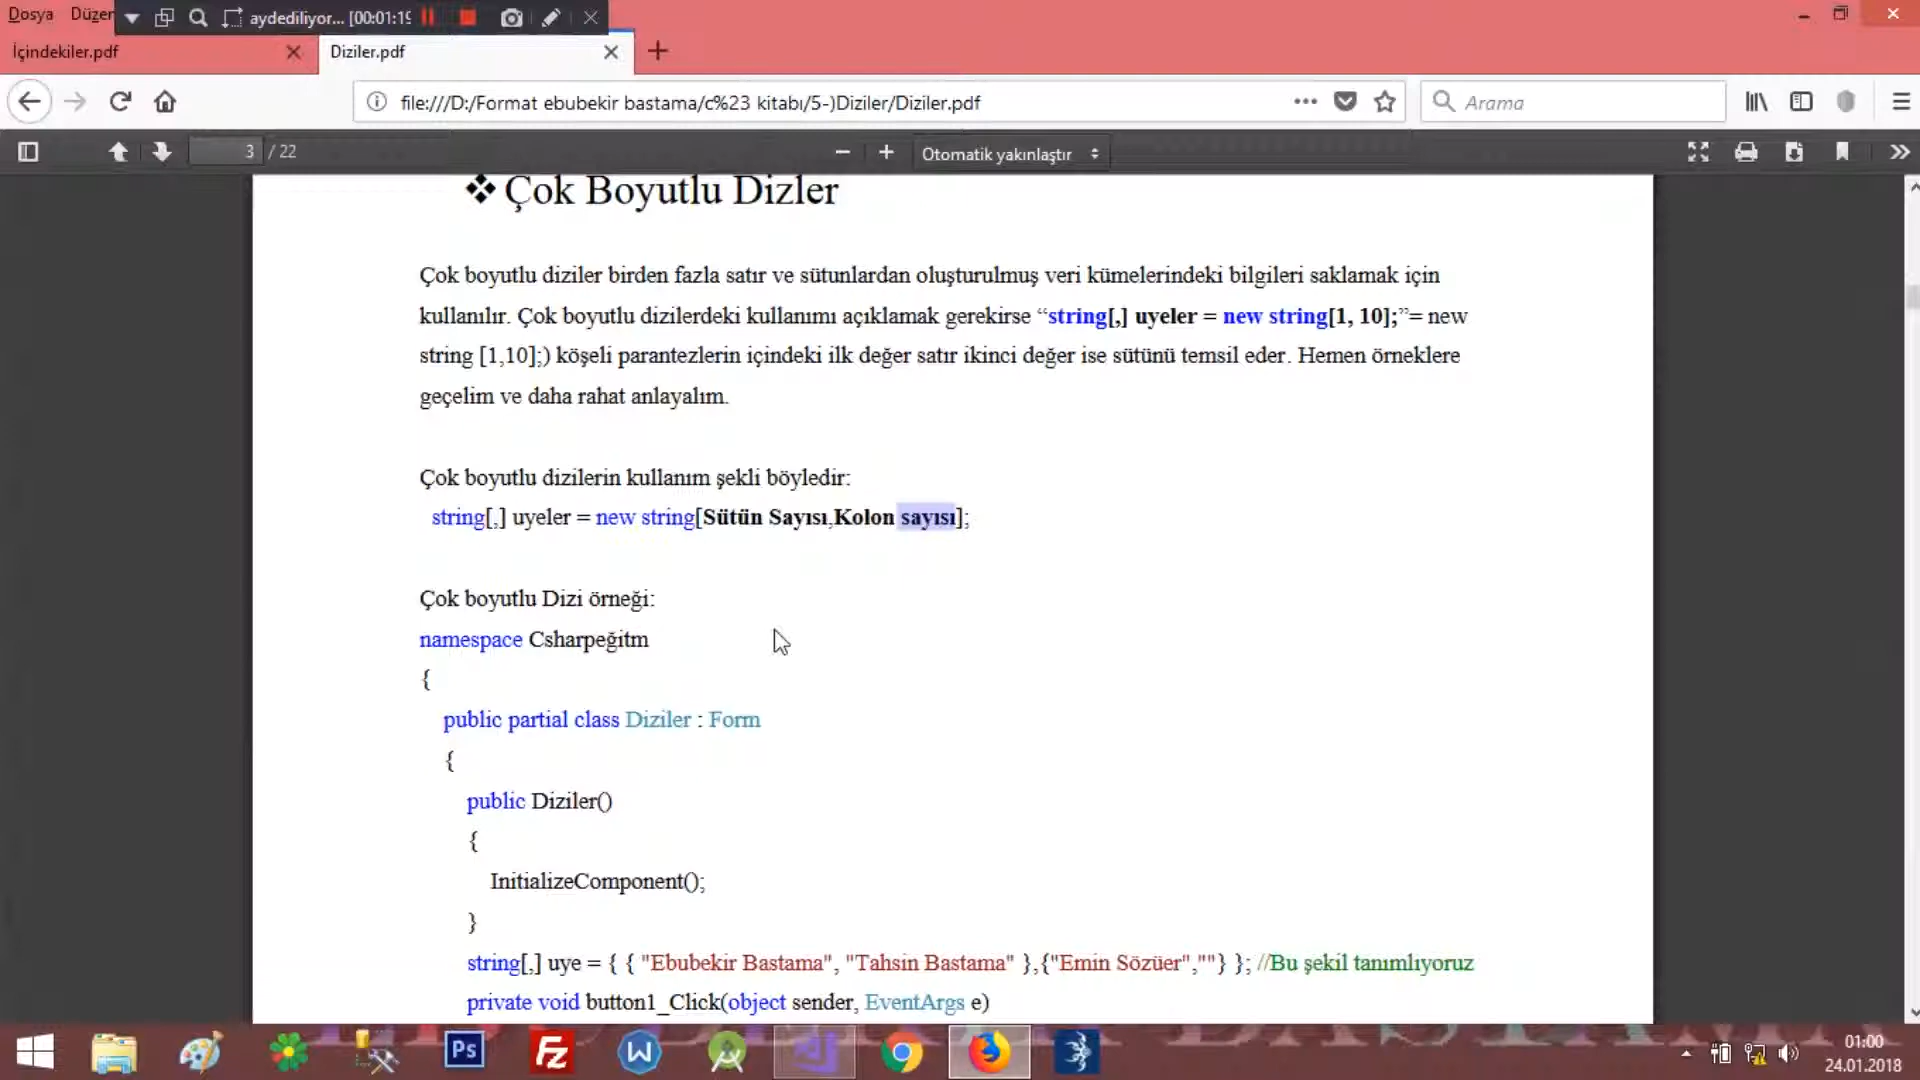 Dosya Düzen
aydediliyor... [00:01:19
İçindekiler.pdf
Diziler.pdf
file:///D:/Format ebubekir bastama/c%23 kitabı/5-)Diziler/Diziler.pdf
Arama
3 / 22
Otomatik yakınlaştır
❖ Çok Boyutlu Dizler
Çok boyutlu diziler birden fazla satır ve sütunlardan oluşturulmuş veri kümelerindeki bilgileri saklamak için
kullanılır. Çok boyutlu dizilerdeki kullanımı açıklamak gerekirse “string[,] uyeler = new string[1, 10];”= new
string [1,10];) köşeli parantezlerin içindeki ilk değer satır ikinci değer ise sütünü temsil eder. Hemen örneklere
geçelim ve daha rahat anlayalım.
Çok boyutlu dizilerin kullanım şekli böyledir:
string[,] uyeler = new string[Sütün Sayısı,Kolon sayısı];
Çok boyutlu Dizi örneği:
namespace Csharpeğitm
{
public partial class Diziler : Form
{
public Diziler()
{
InitializeComponent();
}
string[,] uye = { { "Ebubekir Bastama", "Tahsin Bastama" },{"Emin Sözüer",""} }; //Bu şekil tanımlıyoruz
private void button1_Click(object sender, EventArgs e)
Ps
Fz
W
01:00
24.01.2018